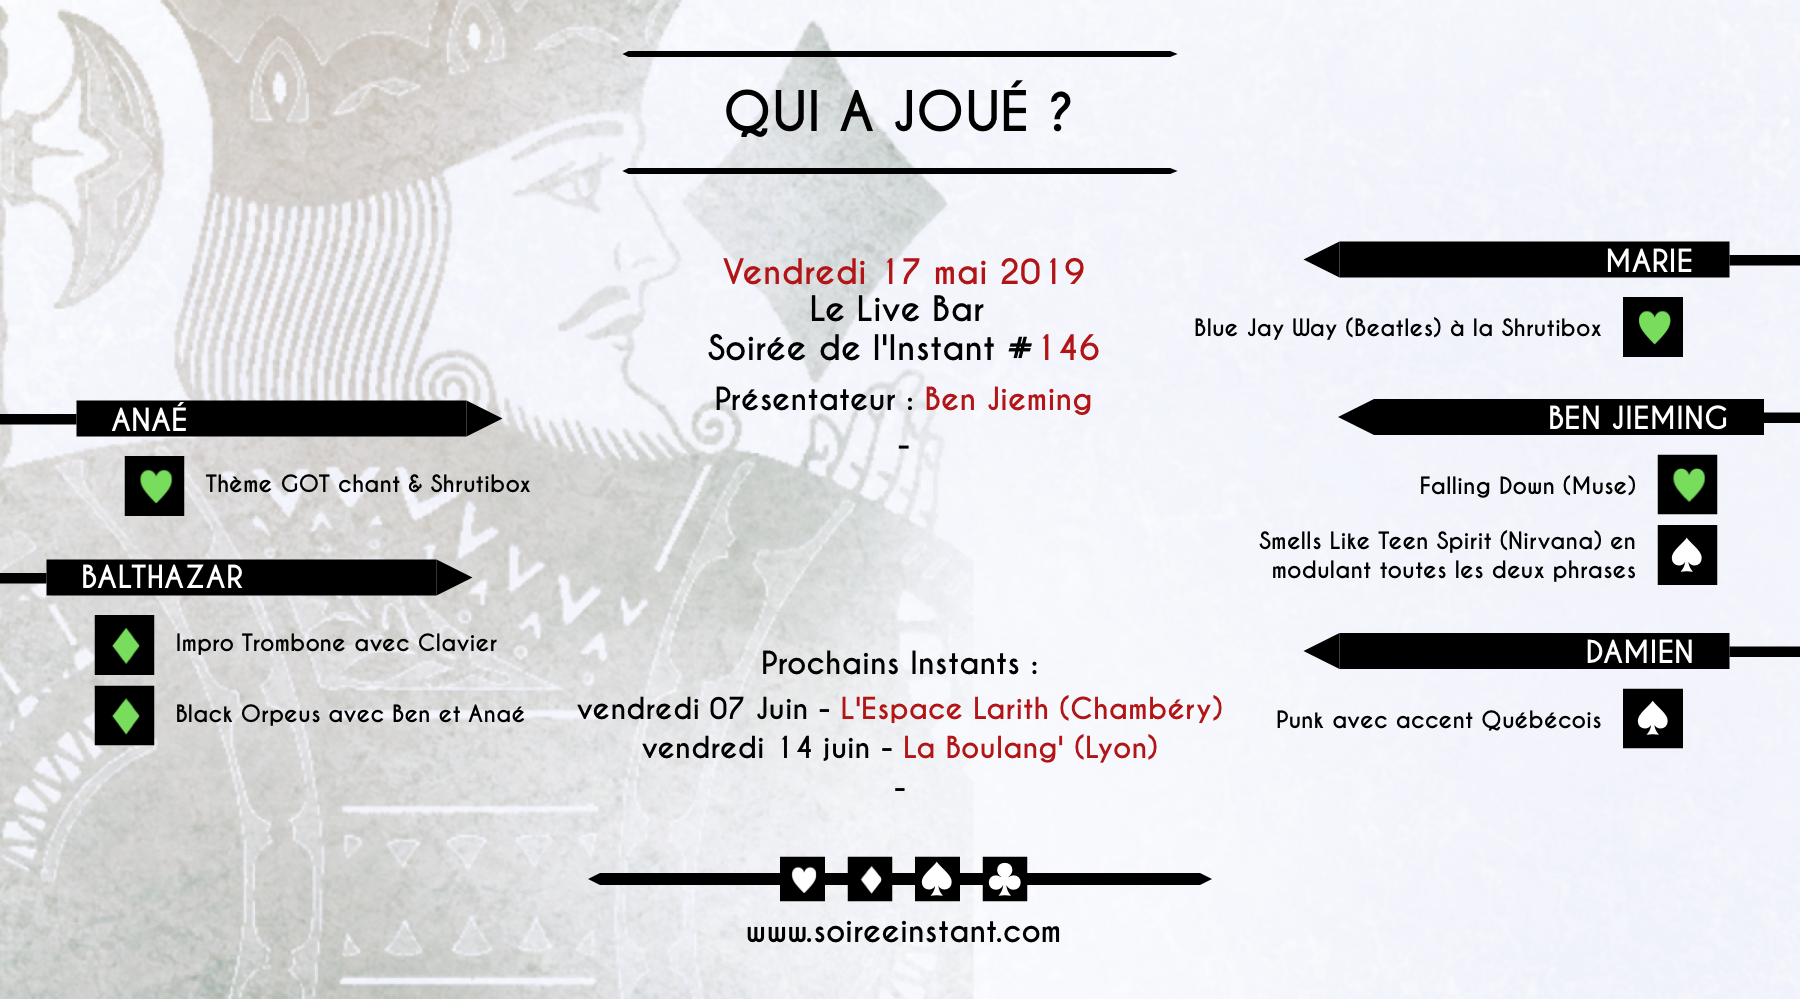 QUI A JOUÉ ?
Vendredi 17 mai 2019
Le Live Bar
Soirée de l'Instant #146
Présentateur : Ben Jieming
-
ANAÉ
Thème GOT chant & Shrutibox
BALTHAZAR
Impro Trombone avec Clavier
Black Orpeus avec Ben et Anaé
MARIE
Blue Jay Way (Beatles) à la Shrutibox
BEN JIEMING
Falling Down (Muse)
Smells Like Teen Spirit (Nirvana) en
modulant toutes les deux phrases
DAMIEN
Punk avec accent Québécois
Prochains Instants :
vendredi 07 Juin - L'Espace Larith (Chambéry)
vendredi 14 juin - La Boulang' (Lyon)
-
www.soireeinstant.com